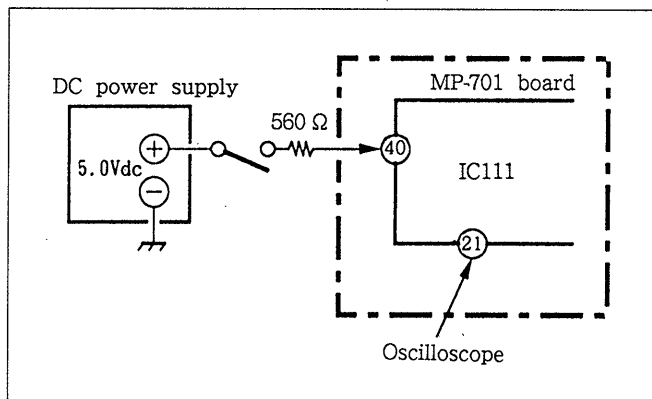 MP-701 board
DC power supply
560 Ω
5.0Vdc
+
−
40
IC111
21
Oscilloscope